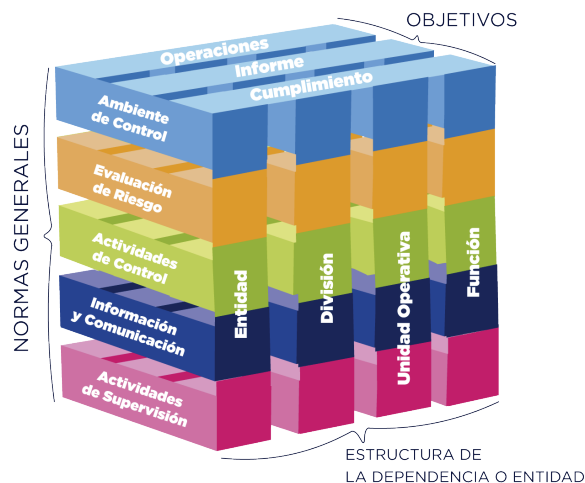 OBJETIVOS
Operaciones
Informe
Cumplimiento
NORMAS GENERALES
Ambiente
de Control
Evaluación
de Riesgo
Actividades
de Control
Información
y Comunicación
Actividades
de Supervisión
Entidad
División
Unidad Operativa
Función
ESTRUCTURA DE
LA DEPENDENCIA O ENTIDAD